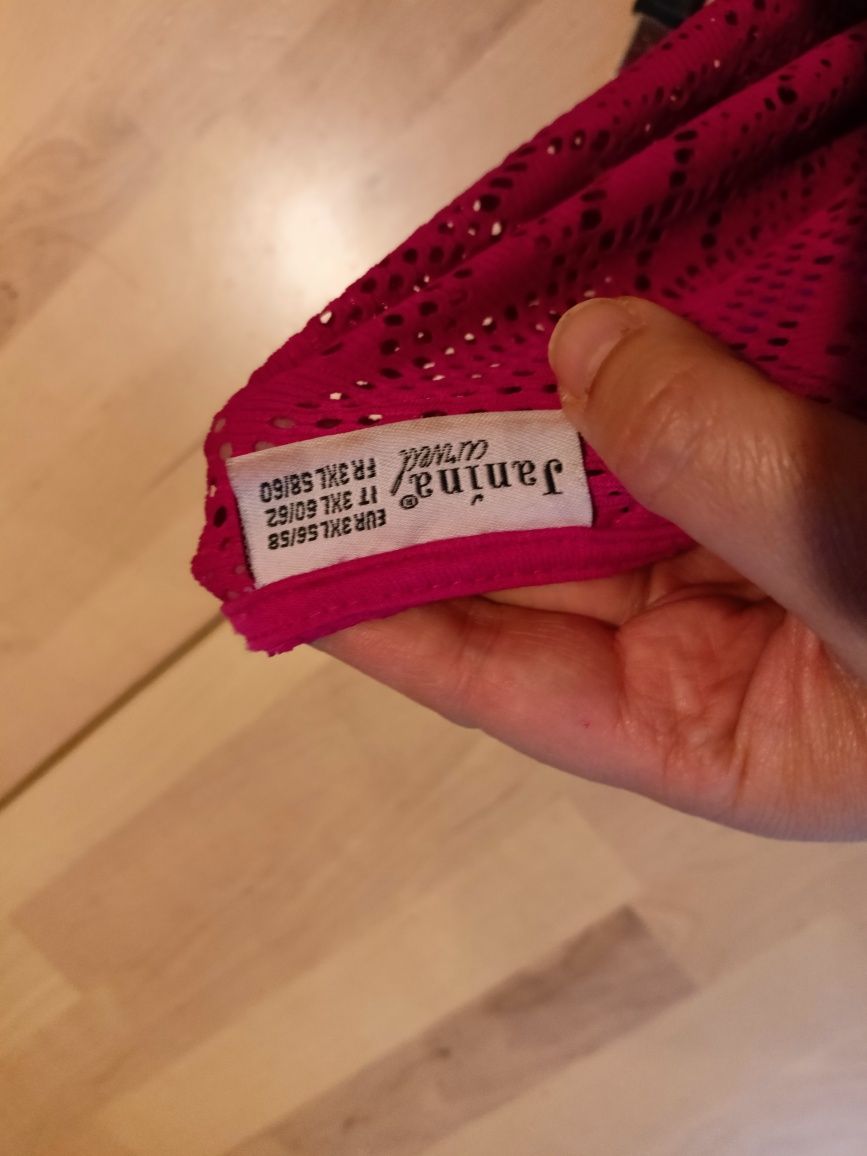 Janina®
curved
EUR 3XL 56/58
IT 3XL 60/62
FR 3XL 58/60